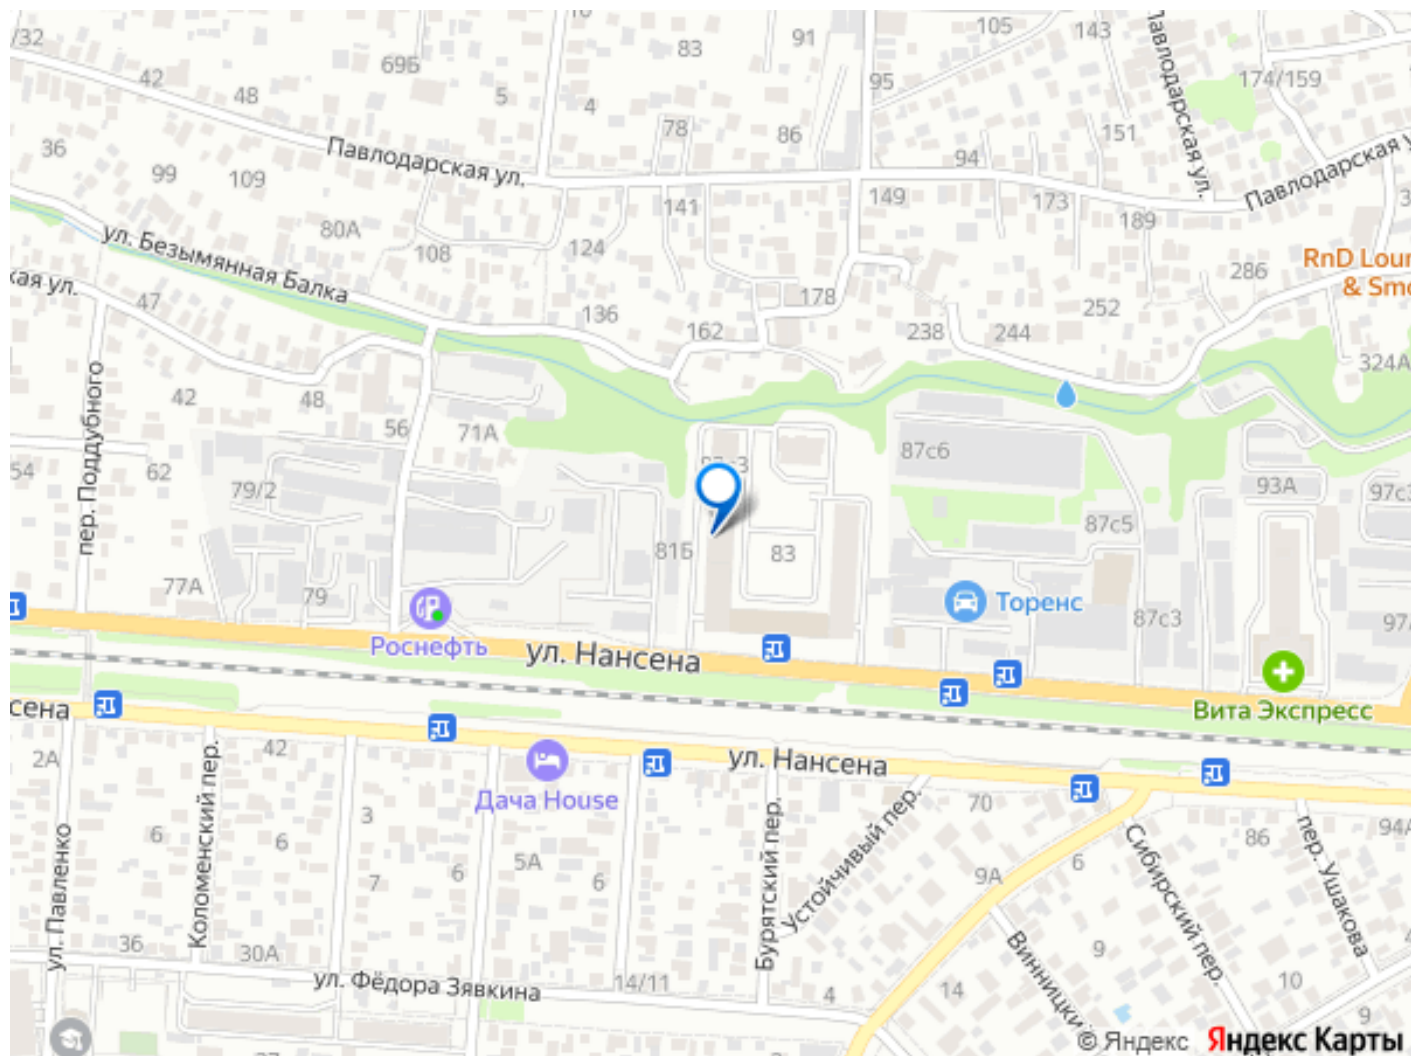 /32
42
48
69Б
5
4
83
91
105
143
95
174/159
Павлодарская ул.
36
99
109
78
86
151
94
Павлодарская ул.
141
149
173
189
Павлодарская у
80А
108
124
ул. Безымянная Балка
кая ул.
47
136
162
178
238
244
252
286
RnD Loun
& Smo
324А
42
48
56
71А
пер. Поддубного
54
62
79/2
77А
79
81Б
83
87с6
87с5
87с3
93А
97с3
97
Роснефть
Торенс
ул. Нансена
Вита Экспресс
сена
ул. Нансена
2А
42
Дача House
70
86
94А
ул. Павленко
6
Коломенский пер.
6
3
7
6
5А
6
Бурятский пер.
Устойчивый пер.
9А
6
Сибирский пер.
пер. Ушакова
Винницки
9
10
9
36
30А
ул. Фёдора Зявкина
14/11
4
14
© Яндекс Яндекс Карты